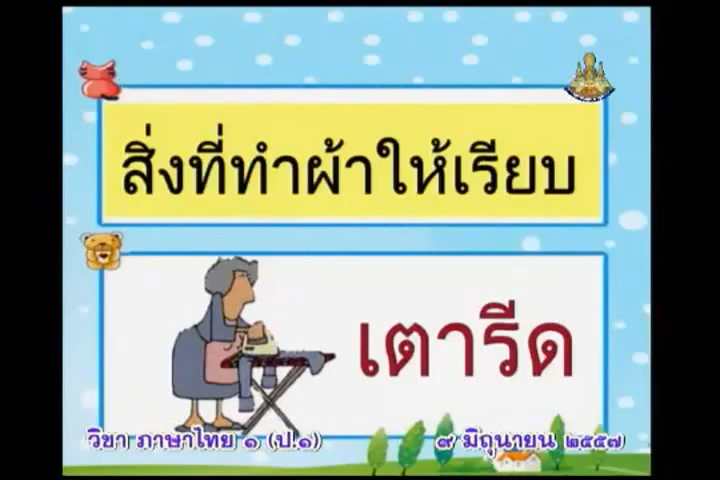 สิ่งที่ทำผ้าให้เรียบ
เตารีด
วิชา ภาษาไทย ๑ (ป.๑)
๙ มิถุนายน ๒๕๕๗